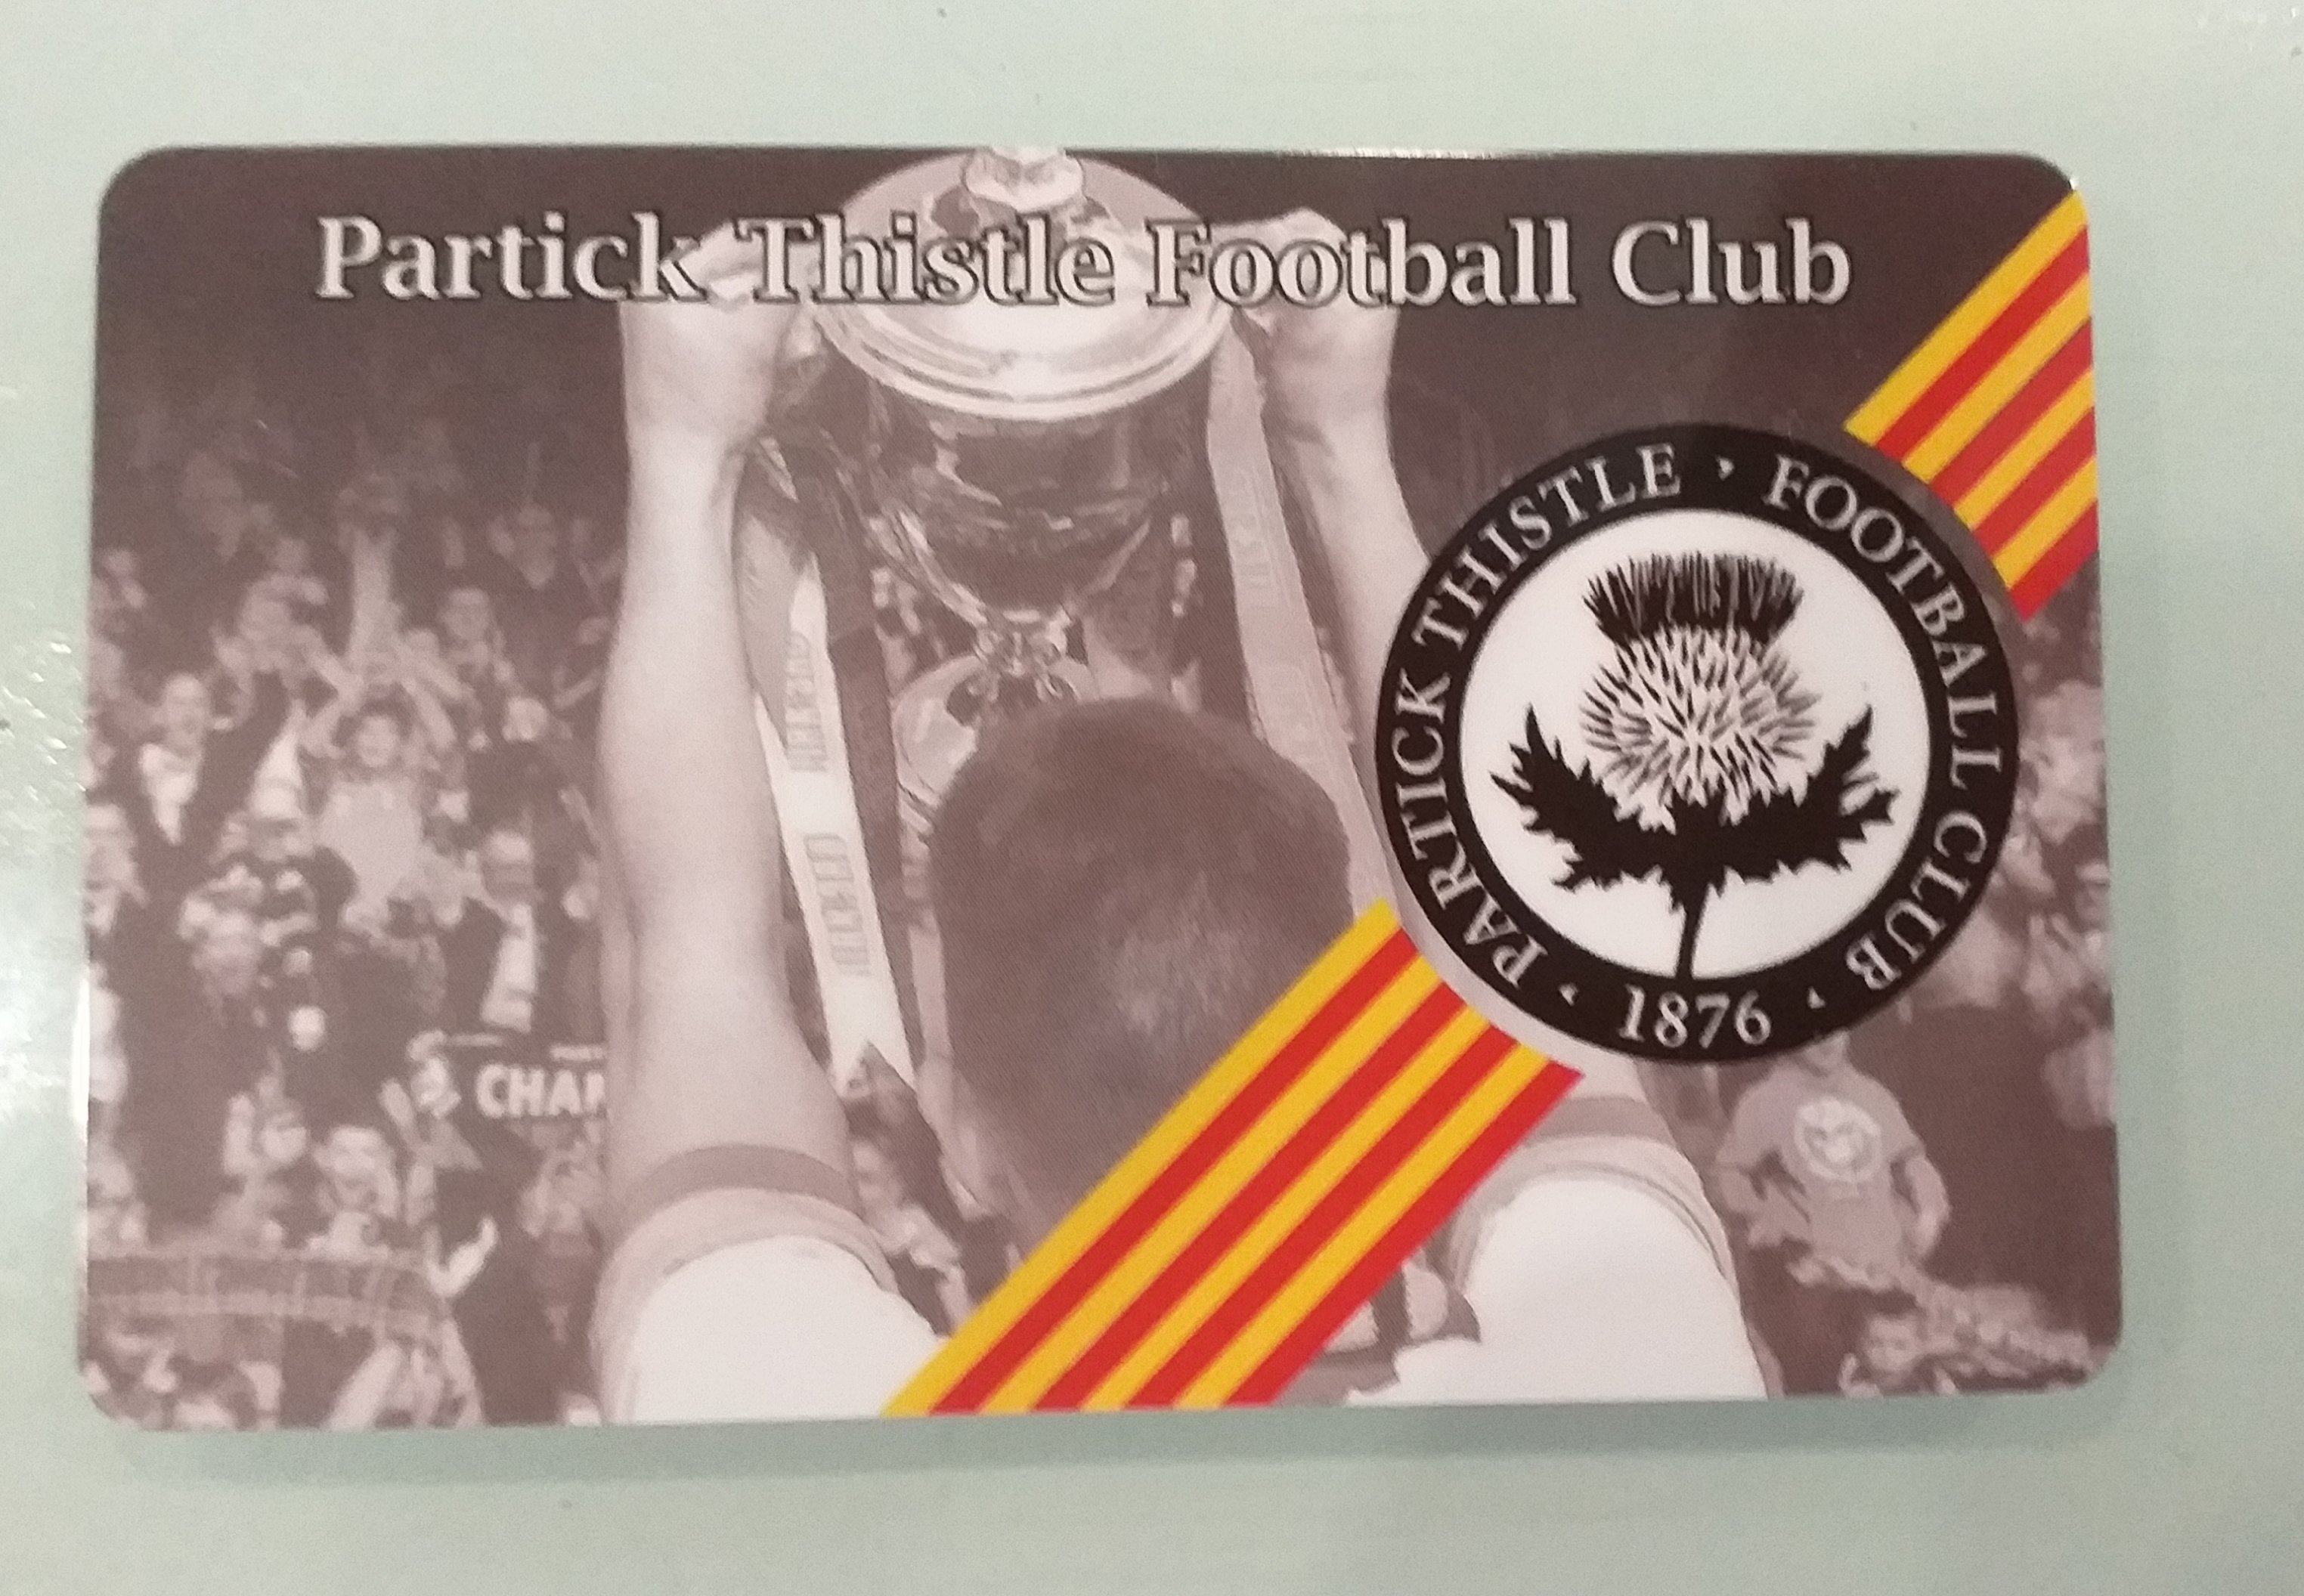 Partick Thistle Football Club
PARTICK THISTLE • FOOTBALL CLUB
• 1876 •
CHAM